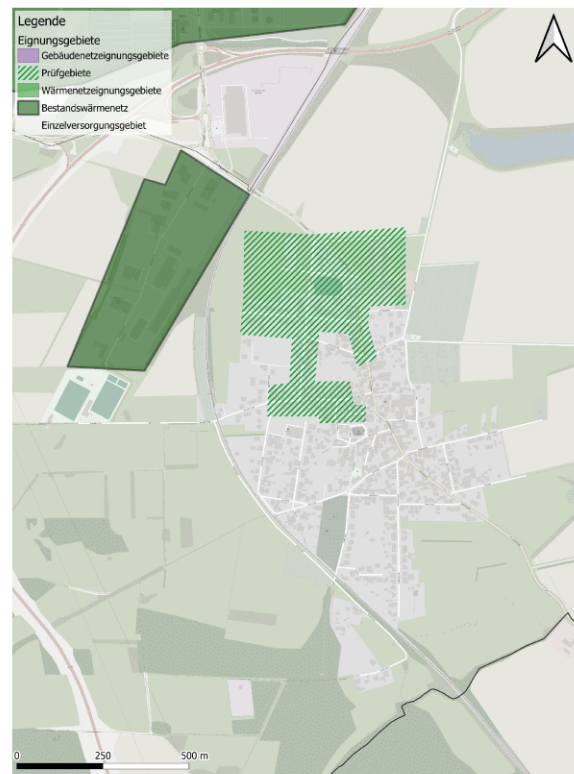 Legende
Eignungsgebiete
Gebäudenetzeignungsgebiete
Prüfgebiete
Wärmenetzeignungsgebiete
Bestandswärmenetz
Einzelversorgungsgebiet
0 250 500 m